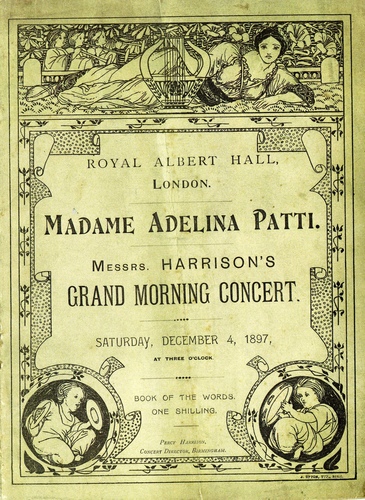 ROYAL ALBERT HALL,
LONDON.
MADAME ADELINA PATTI.
MESSRS. HARRISON'S
GRAND MORNING CONCERT.
SATURDAY, DECEMBER 4, 1897,
AT THREE O'CLOCK
BOOK OF THE WORDS,
ONE SHILLING.
PERCY HARRISON,
CONCERT DIRECTOR, BIRMINGHAM.